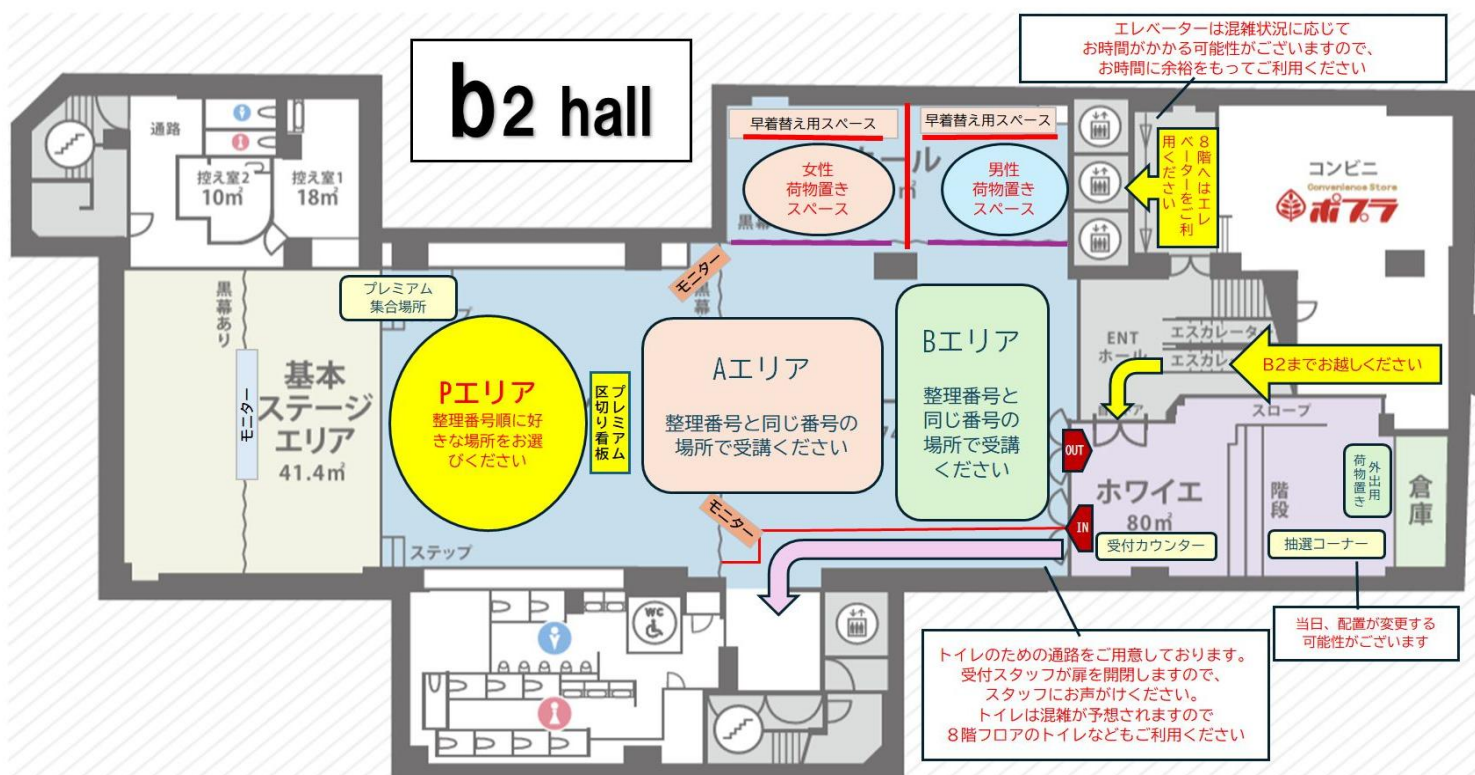 b2 hall
エレベーターは混雑状況に応じて
お時間がかかる可能性がございますので、
お時間に余裕をもってご利用ください
通路
控え室2
10㎡
控え室1
18㎡
早着替え用スペース
早着替え用スペース
女性
荷物置き
スペース
男性
荷物置き
スペース
ール
㎡
黒幕
8階へはエレ
ベーターをご利
用ください
コンビニ
Convenience Store
ポプラ
黒幕あり
モニター
基本
ステージ
エリア
41.4㎡
プレミアム
集合場所
ップ
Pエリア
整理番号順に好
きな場所をお選
びください
プレミアム
区切り看板
モニター
黒幕
Aエリア
整理番号と同じ番号の
場所で受講ください
Bエリア
整理番号と
同じ番号の
場所で受講
ください
ENT
ホール
エスカレーター
エスカレ
B2までお越しください
スロープ
OUT
IN
ホワイエ
80㎡
階段
外出用
荷物置き
倉庫
受付カウンター
抽選コーナー
ステップ
モニター
WC
トイレのための通路をご用意しております。
受付スタッフが扉を開閉しますので、
スタッフにお声がけください。
トイレは混雑が予想されますので
8階フロアのトイレなどもご利用ください
当日、配置が変更する
可能性がございます